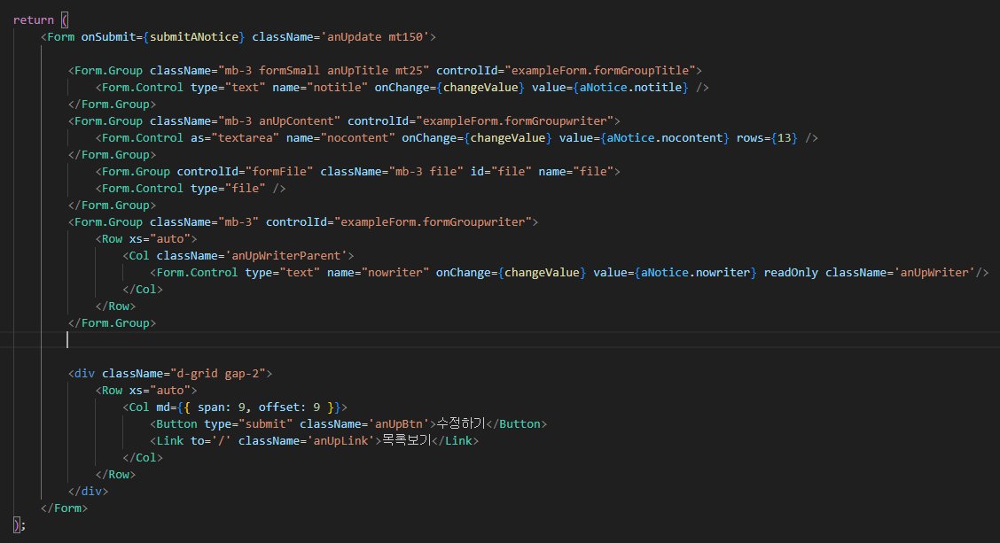 return (
<Form onSubmit={submitANotice} className='anUpdate mt150'>
<Form.Group className="mb-3 formSmall anUpTitle mt25" controlId="exampleForm.formGroupTitle">
<Form.Control type="text" name="notitle" onChange={changeValue} value={aNotice.notitle} />
</Form.Group>
<Form.Group className="mb-3 anUpContent" controlId="exampleForm.formGroupwriter">
<Form.Control as="textarea" name="nocontent" onChange={changeValue} value={aNotice.nocontent} rows={13} />
</Form.Group>
<Form.Group controlId="formFile" className="mb-3 file" id="file" name="file">
<Form.Control type="file" />
</Form.Group>
<Form.Group className="mb-3" controlId="exampleForm.formGroupwriter">
<Row xs="auto">
<Col className='anUpWriterParent'>
<Form.Control type="text" name="nowriter" onChange={changeValue} value={aNotice.nowriter} readOnly className='anUpWriter'/>
</Col>
</Row>
</Form.Group>
<div className="d-grid gap-2">
<Row xs="auto">
<Col md={{ span: 9, offset: 9 }}>
<Button type="submit" className='anUpBtn'>수정하기</Button>
<Link to='/' className='anUpLink'>목록보기</Link>
</Col>
</Row>
</div>
</Form>
);